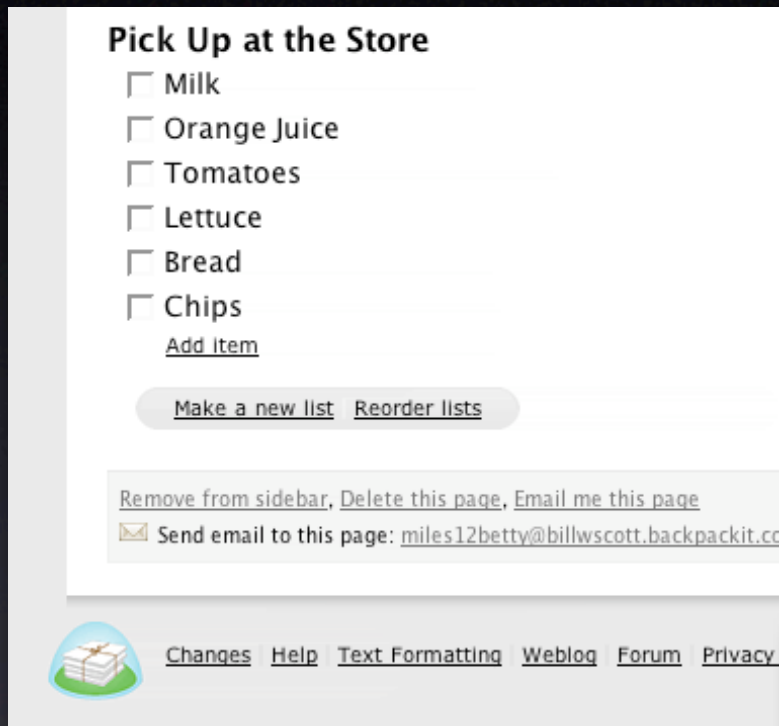 Pick Up at the Store
Milk
Orange Juice
Tomatoes
Lettuce
Bread
Chips
Add item
Make a new list Reorder lists
Remove from sidebar, Delete this page, Email me this page
Send email to this page: miles12betty@billwscott.backpackit.co
Changes Help Text Formatting Weblog Forum Privacy